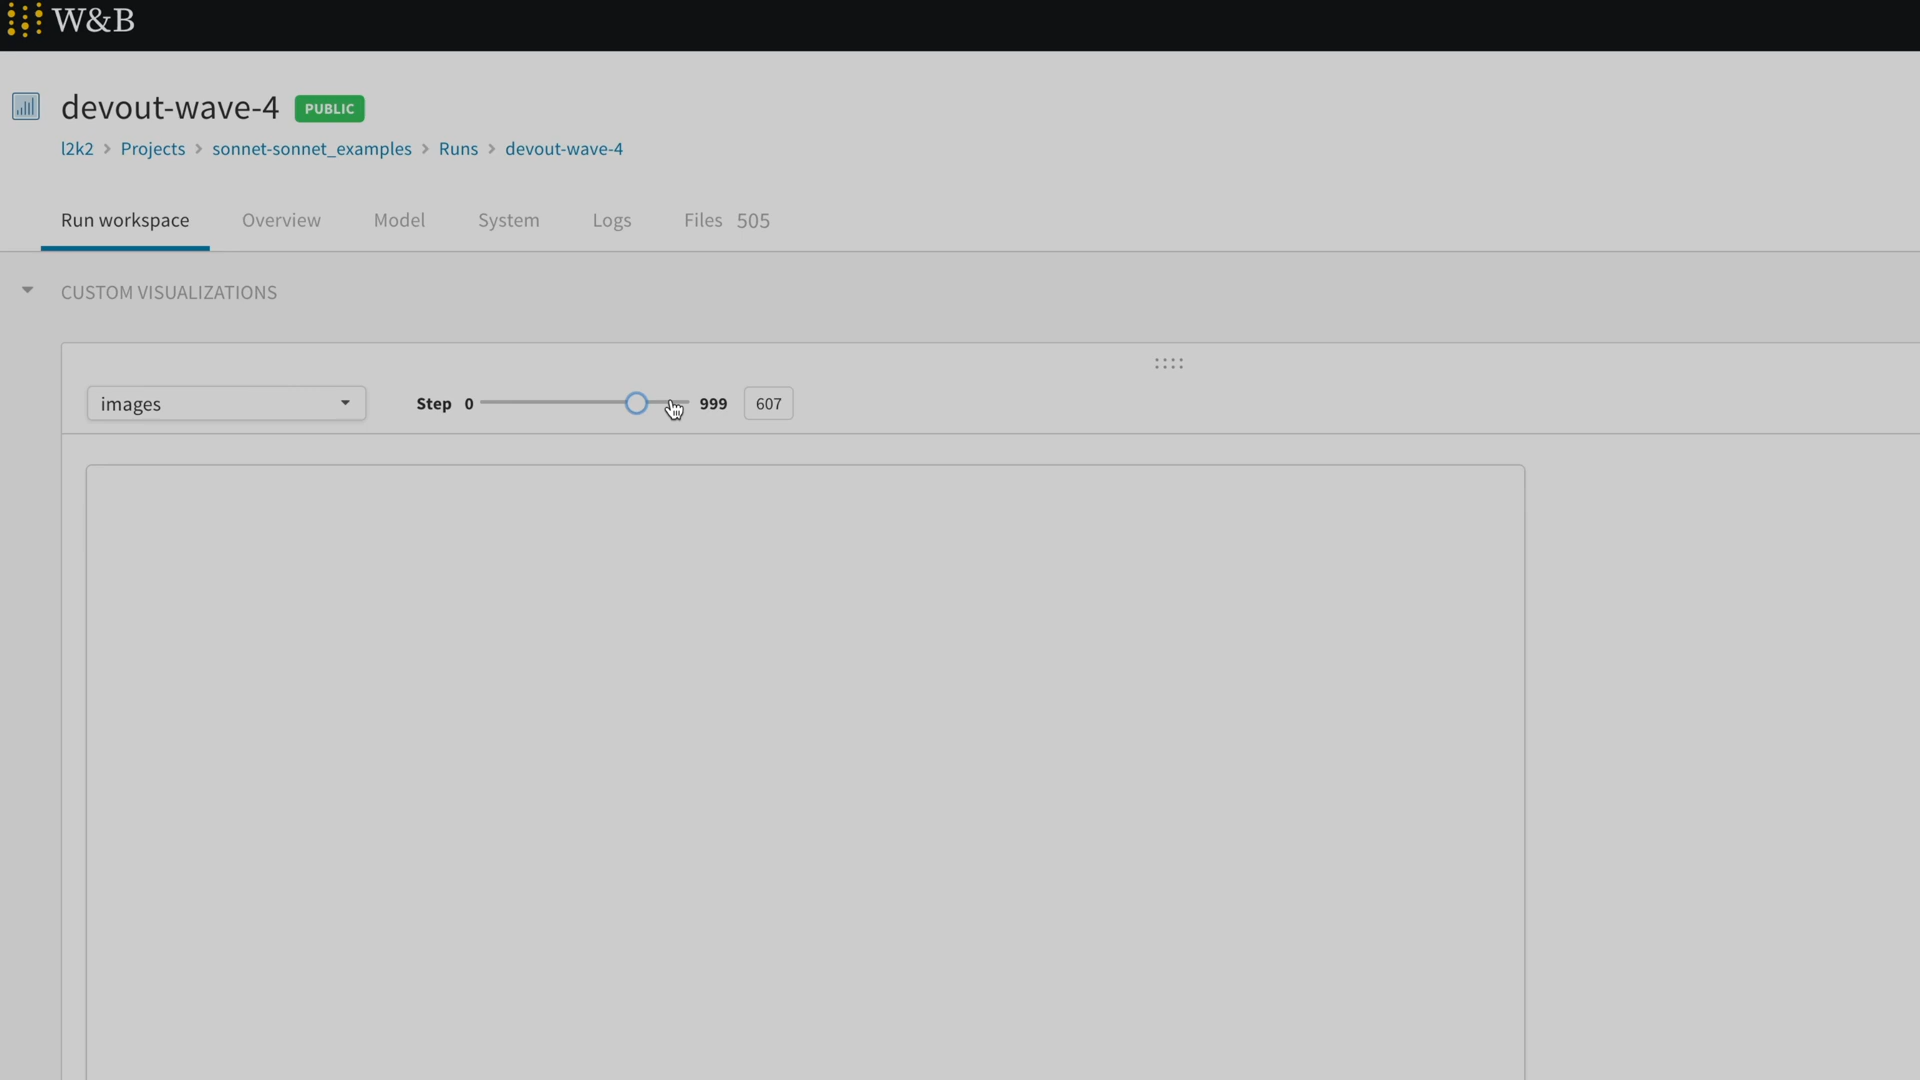 W&B
devout-wave-4 PUBLIC
l2k2 > Projects > sonnet-sonnet_examples > Runs > devout-wave-4
Run workspace Overview Model System Logs Files 505
CUSTOM VISUALIZATIONS
images Step 0 999 607